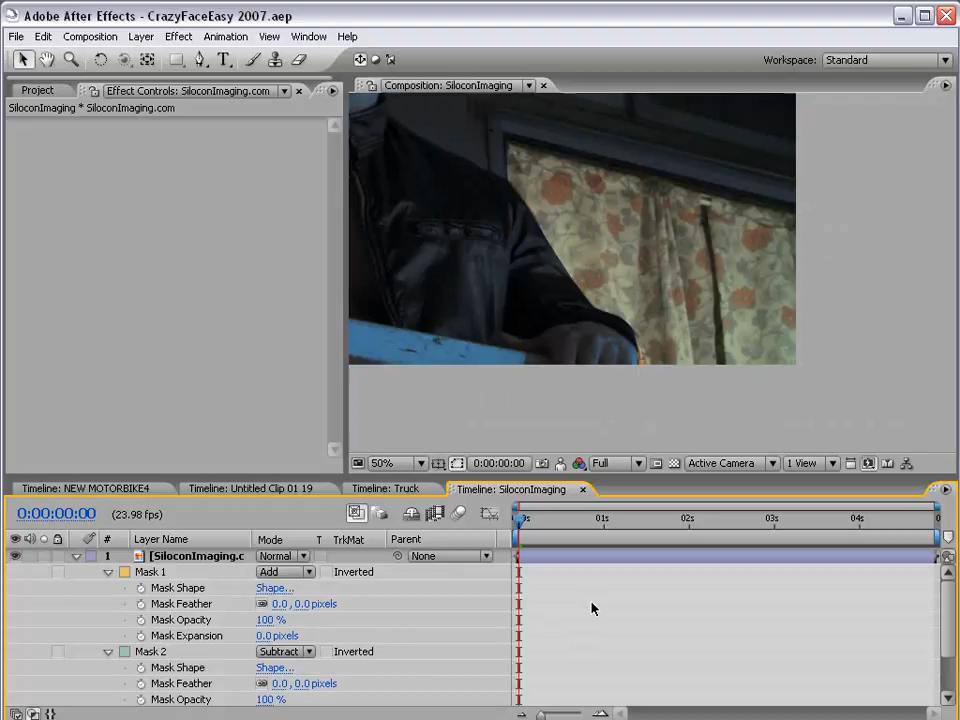 Adobe After Effects - CrazyFaceEasy 2007.aep
File Edit Composition Layer Effect Animation View Window Help
Workspace: Standard
Project Effect Controls: SiloconImaging.com
SiloconImaging * SiloconImaging.com
Composition: SiloconImaging
50% 0:00:00:00 Full Active Camera 1 View
Timeline: NEW MOTORBIKE4 Timeline: Untitled Clip 01 19 Timeline: Truck Timeline: SiloconImaging
0:00:00:00 (23.98 fps)
01s 02s 03s 04s
# Layer Name Mode T TrkMat Parent
1 [SiloconImaging.c Normal None
Mask 1 Add Inverted
Mask Shape Shape...
Mask Feather 0.0, 0.0 pixels
Mask Opacity 100 %
Mask Expansion 0.0 pixels
Mask 2 Subtract Inverted
Mask Shape Shape...
Mask Feather 0.0, 0.0 pixels
Mask Opacity 100 %